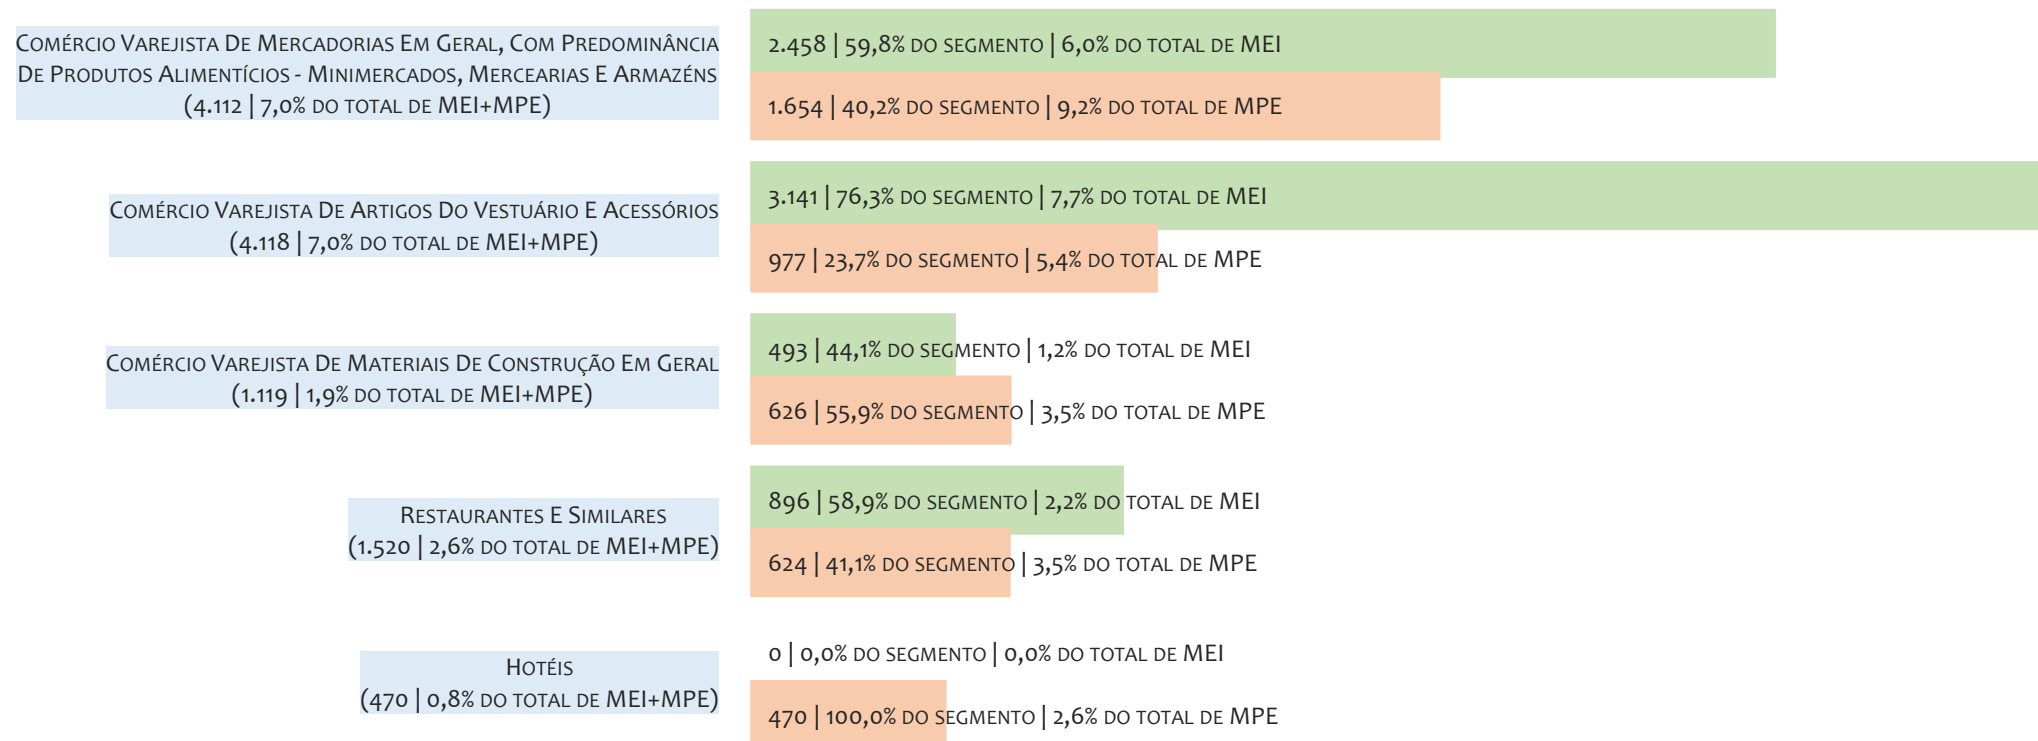 Comércio Varejista De Mercadorias Em Geral, Com Predominância
De Produtos Alimentícios - Minimercados, Mercearias E Armazéns
(4.112 | 7,0% do total de MEI+MPE)
2.458 | 59,8% do segmento | 6,0% do total de MEI
1.654 | 40,2% do segmento | 9,2% do total de MPE
Comércio Varejista De Artigos Do Vestuário E Acessórios
(4.118 | 7,0% do total de MEI+MPE)
3.141 | 76,3% do segmento | 7,7% do total de MEI
977 | 23,7% do segmento | 5,4% do total de MPE
Comércio Varejista De Materiais De Construção Em Geral
(1.119 | 1,9% do total de MEI+MPE)
493 | 44,1% do segmento | 1,2% do total de MEI
626 | 55,9% do segmento | 3,5% do total de MPE
Restaurantes E Similares
(1.520 | 2,6% do total de MEI+MPE)
896 | 58,9% do segmento | 2,2% do total de MEI
624 | 41,1% do segmento | 3,5% do total de MPE
Hotéis
(470 | 0,8% do total de MEI+MPE)
0 | 0,0% do segmento | 0,0% do total de MEI
470 | 100,0% do segmento | 2,6% do total de MPE